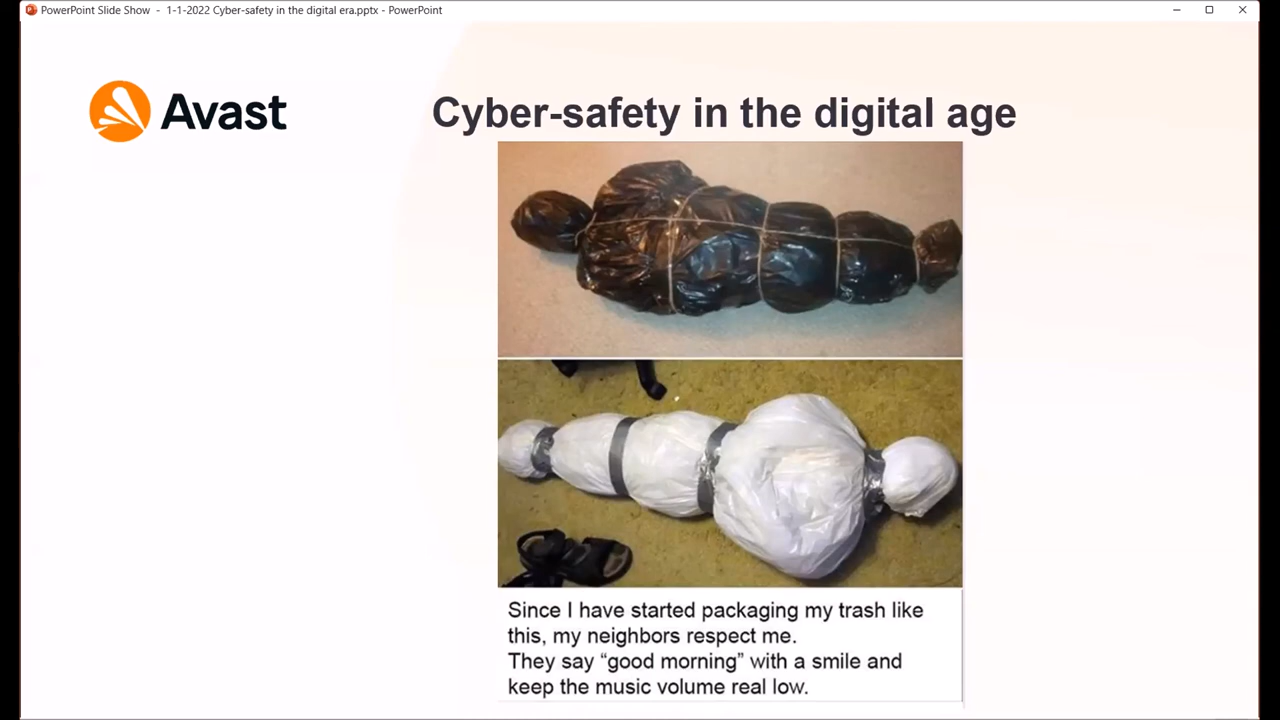 PowerPoint Slide Show - 1-1-2022 Cyber-safety in the digital era.pptx - PowerPoint
Avast
Cyber-safety in the digital age
Since I have started packaging my trash like
this, my neighbors respect me.
They say “good morning” with a smile and
keep the music volume real low.